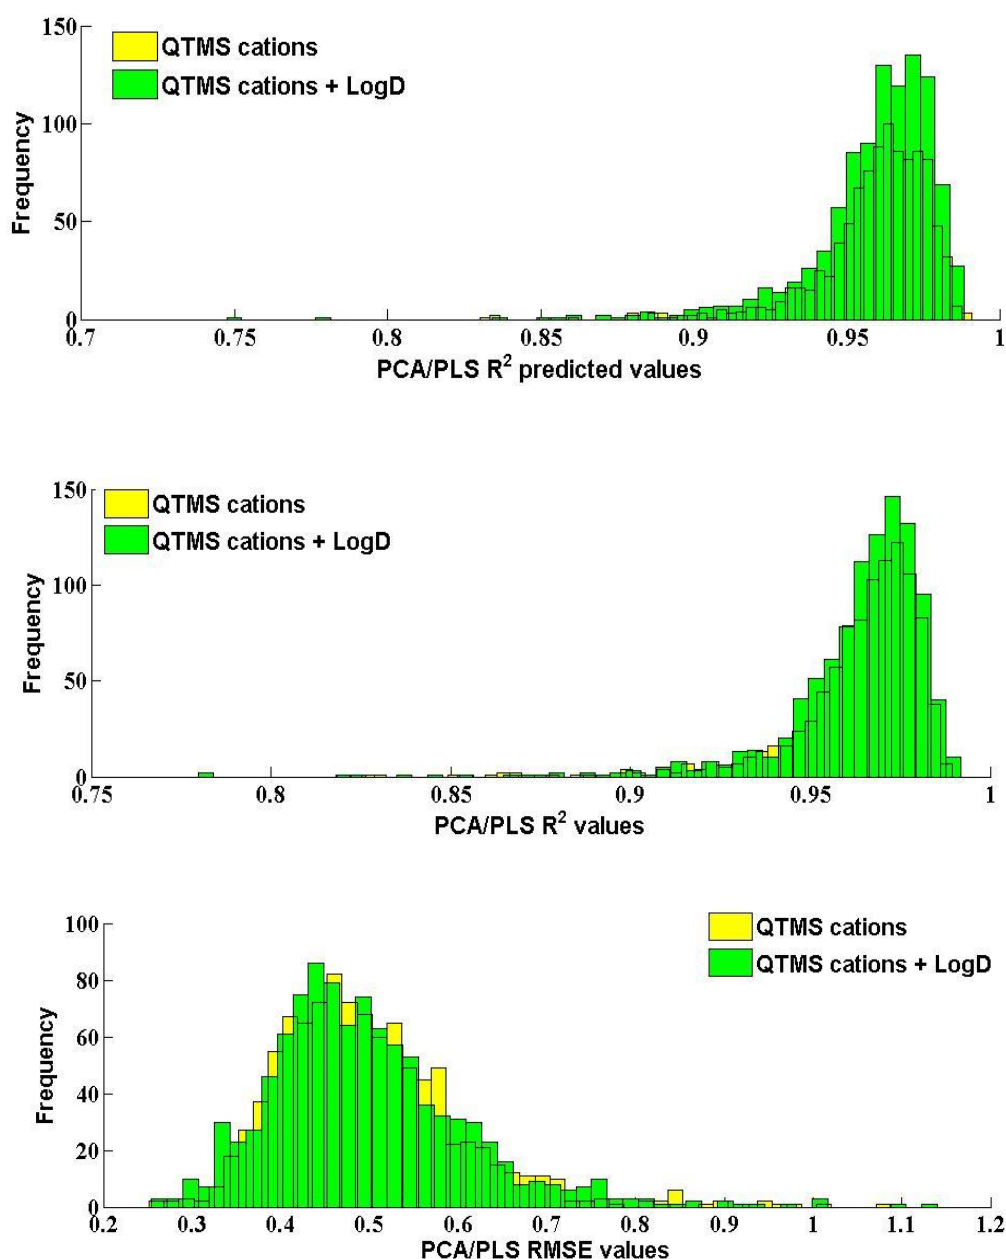 150
QTMS cations
QTMS cations + LogD
100
Frequency
50
0
0.7 0.75 0.8 0.85 0.9 0.95 1
PCA/PLS R² predicted values
150
QTMS cations
QTMS cations + LogD
100
Frequency
50
0
0.75 0.8 0.85 0.9 0.95 1
PCA/PLS R² values
100
QTMS cations
80
QTMS cations + LogD
60
Frequency
40
20
0
0.2 0.3 0.4 0.5 0.6 0.7 0.8 0.9 1 1.1 1.2
PCA/PLS RMSE values